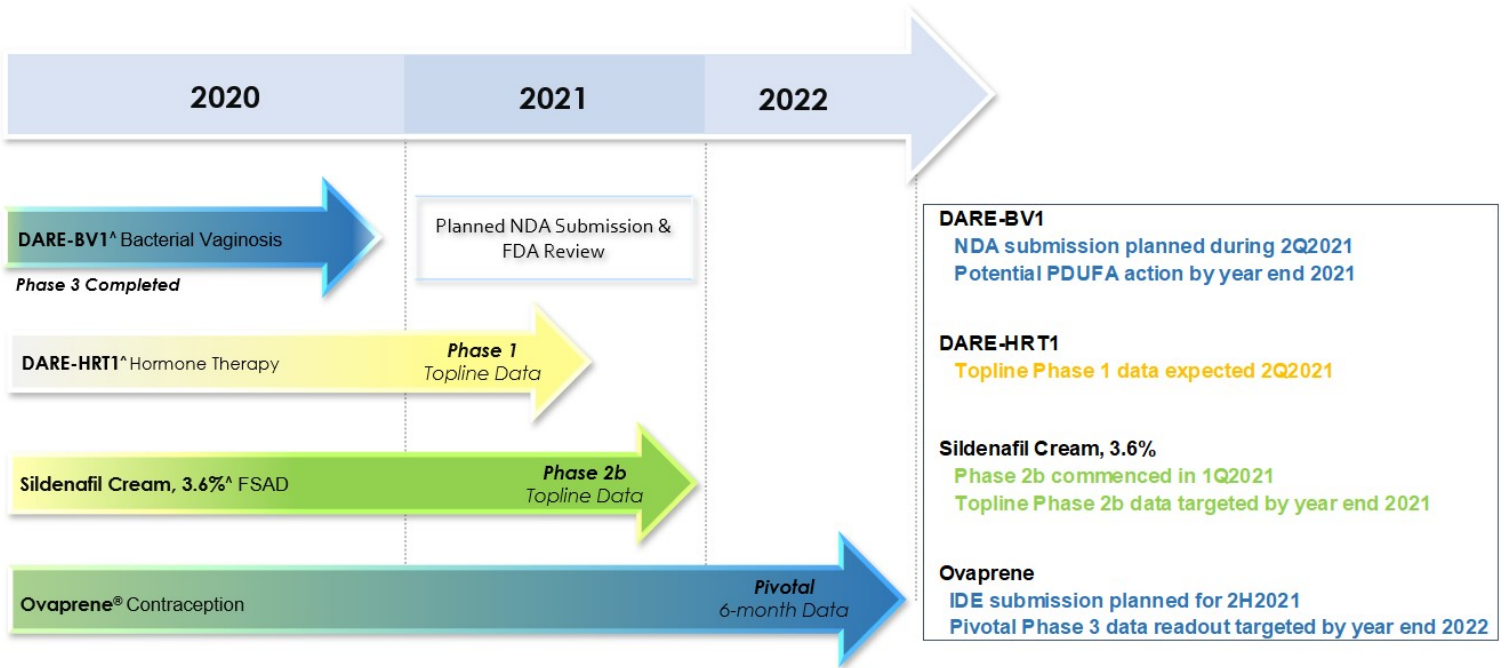 2020
2021
2022
DARE-BV1^ Bacterial Vaginosis
Phase 3 Completed
Planned NDA Submission &
FDA Review
DARE-HRT1^ Hormone Therapy
Phase 1
Topline Data
Sildenafil Cream, 3.6%^ FSAD
Phase 2b
Topline Data
Ovaprene® Contraception
Pivotal
6-month Data
DARE-BV1
NDA submission planned during 2Q2021
Potential PDUFA action by year end 2021
DARE-HRT1
Topline Phase 1 data expected 2Q2021
Sildenafil Cream, 3.6%
Phase 2b commenced in 1Q2021
Topline Phase 2b data targeted by year end 2021
Ovaprene
IDE submission planned for 2H2021
Pivotal Phase 3 data readout targeted by year end 2022